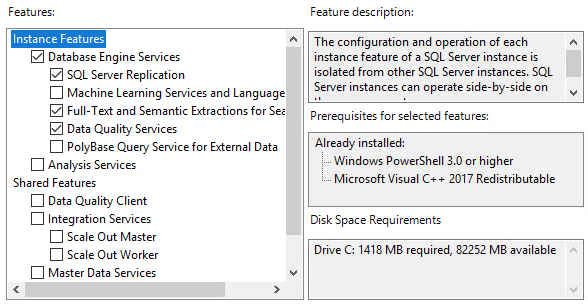 Features:
Instance Features
Database Engine Services
SQL Server Replication
Machine Learning Services and Language
Full-Text and Semantic Extractions for Sea
Data Quality Services
PolyBase Query Service for External Data
Analysis Services
Shared Features
Data Quality Client
Integration Services
Scale Out Master
Scale Out Worker
Master Data Services
Feature description:
The configuration and operation of each
instance feature of a SQL Server instance is
isolated from other SQL Server instances. SQL
Server instances can operate side-by-side on
Prerequisites for selected features:
Already installed:
Windows PowerShell 3.0 or higher
Microsoft Visual C++ 2017 Redistributable
Disk Space Requirements
Drive C: 1418 MB required, 82252 MB available